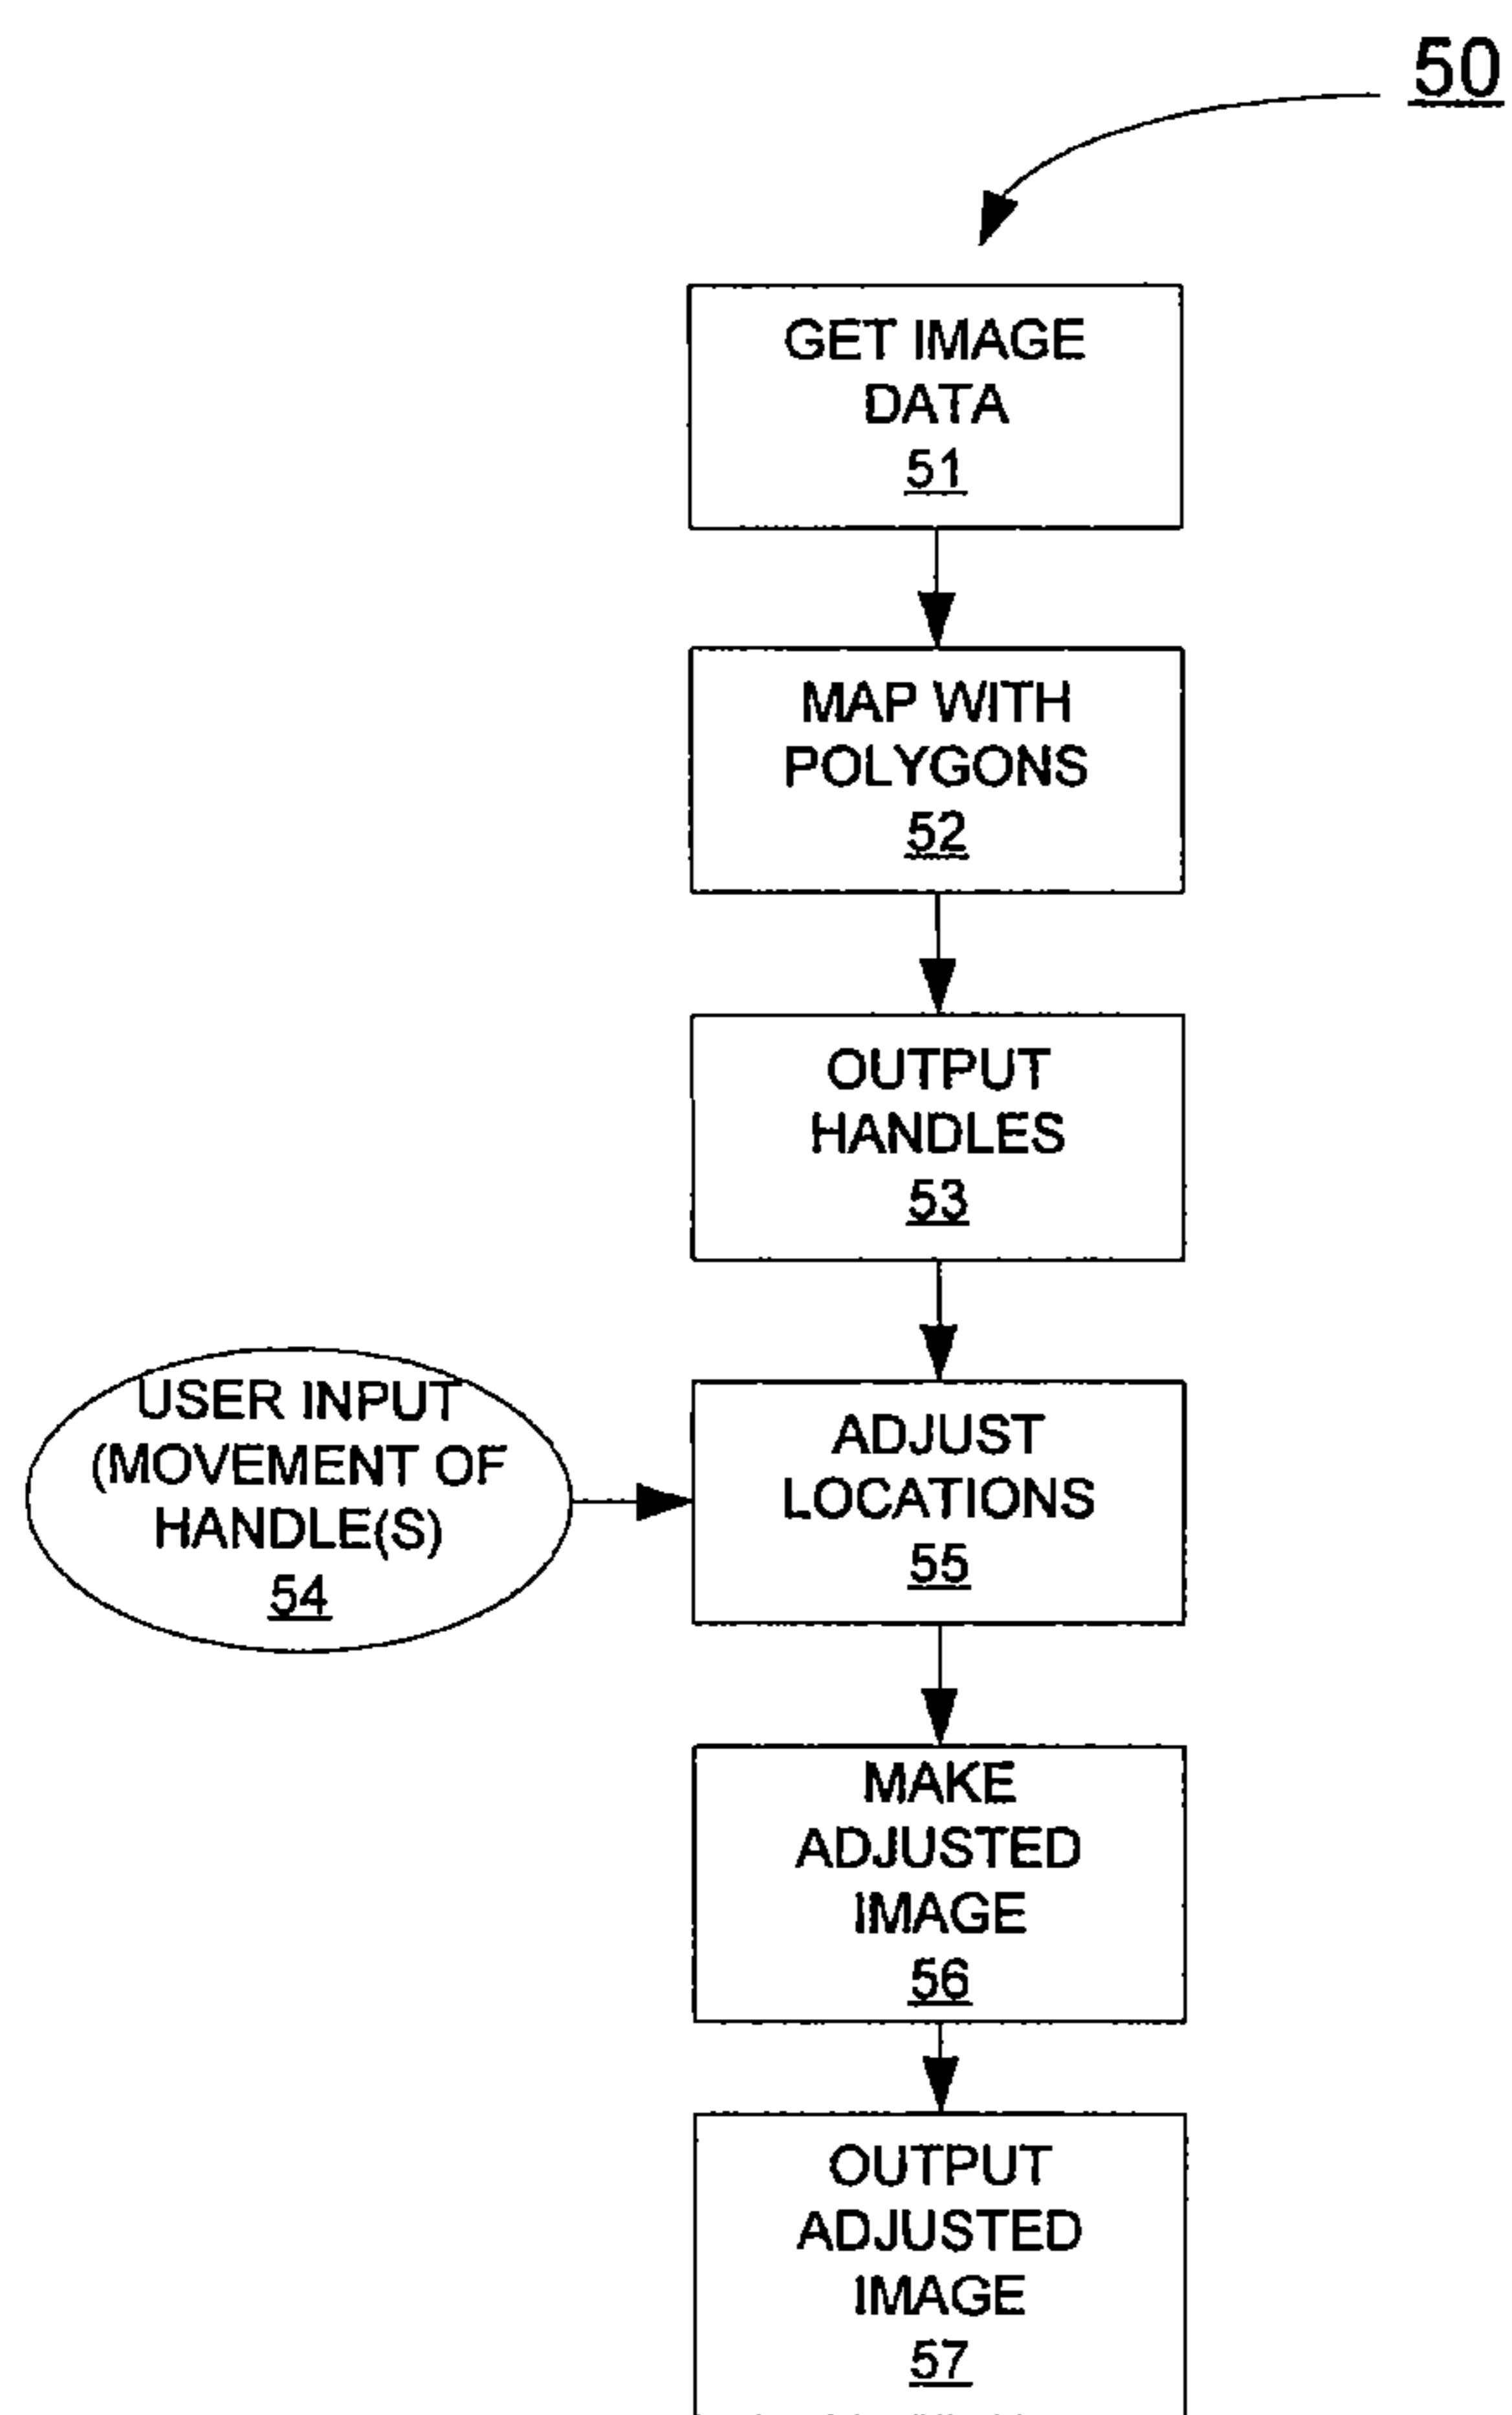 50
GET IMAGE
DATA
51
MAP WITH
POLYGONS
52
OUTPUT
HANDLES
53
USER INPUT
(MOVEMENT OF
HANDLE(S)
54
ADJUST
LOCATIONS
55
MAKE
ADJUSTED
IMAGE
56
OUTPUT
ADJUSTED
IMAGE
57